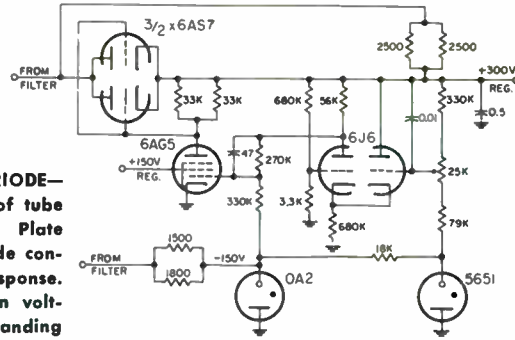 3/2 x 6AS7
2500
2500
FROM
FILTER
+300V
REG.
33K
33K
680K
56K
330K
6J6
0.01
0.5
6AG5
47
270K
+150V
REG.
25K
3.3K
RIODE—
of tube
Plate
de con-
sponse.
n volt-
anding
330K
680K
79K
1500
FROM
FILTER
-150V
1800
18K
0A2
5651